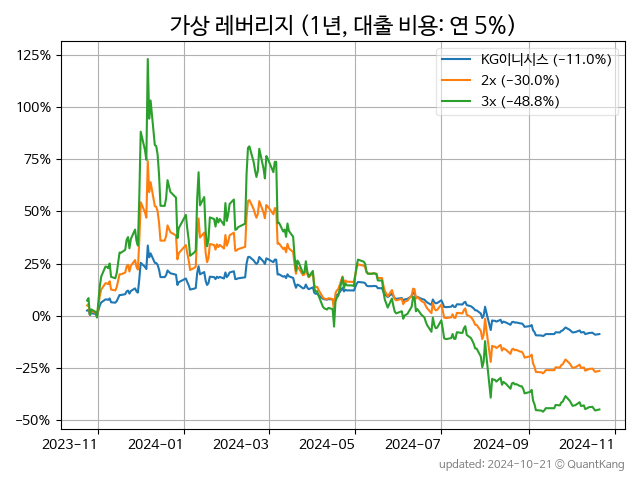 가상 레버리지 (1년, 대출 비용: 연 5%)
KG이니시스 (-11.0%)
2x (-30.0%)
3x (-48.8%)
125%
100%
75%
50%
25%
0%
-25%
-50%
2023-11 2024-01 2024-03 2024-05 2024-07 2024-09 2024-11
updated: 2024-10-21 © QuantKang